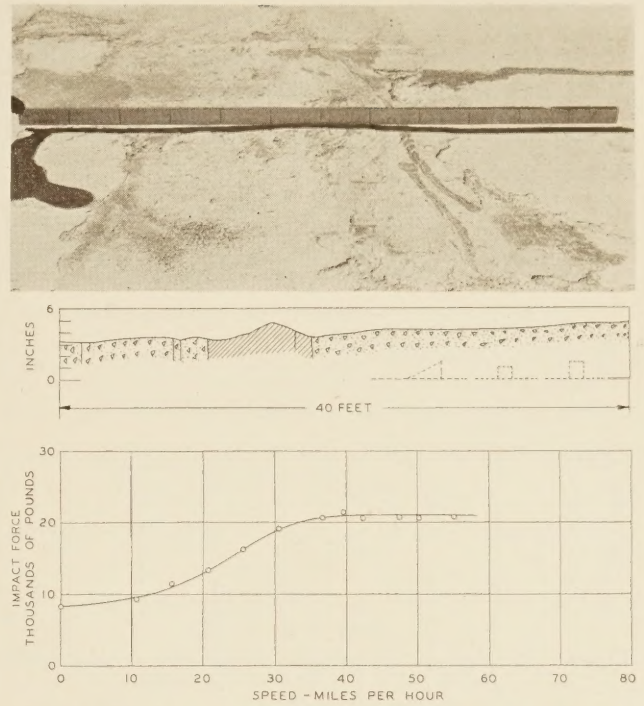 6
INCHES
0
40 FEET
30
20
10
0
IMPACT FORCE
THOUSANDS OF POUNDS
0 10 20 30 40 50 60 70 80
SPEED - MILES PER HOUR